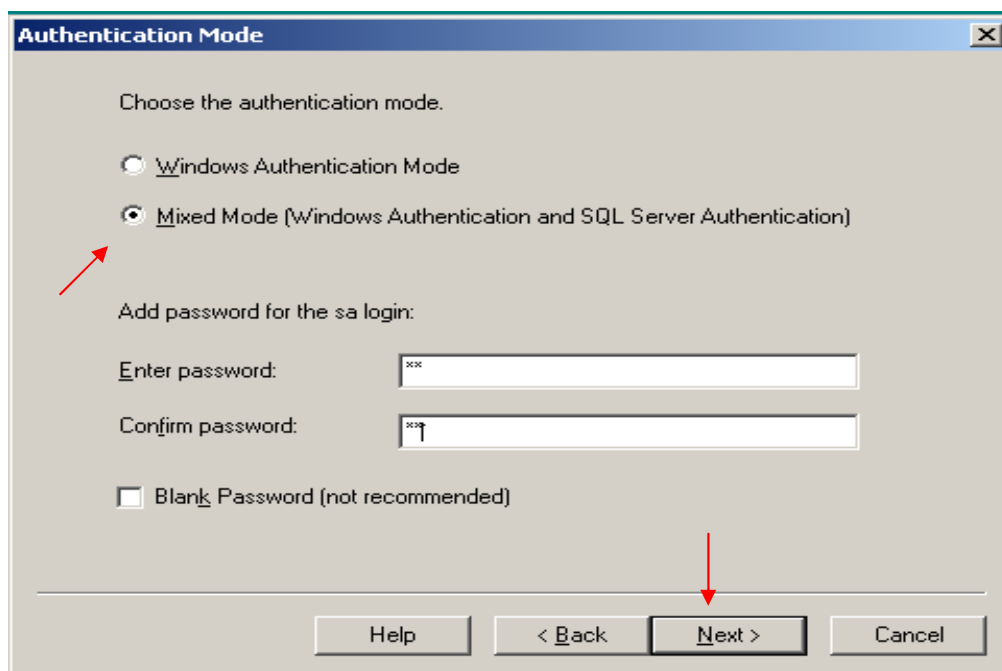 Authentication Mode
Choose the authentication mode.
Windows Authentication Mode
Mixed Mode (Windows Authentication and SQL Server Authentication)
Add password for the sa login:
Enter password: **
Confirm password: **
Blank Password (not recommended)
Help < Back Next > Cancel